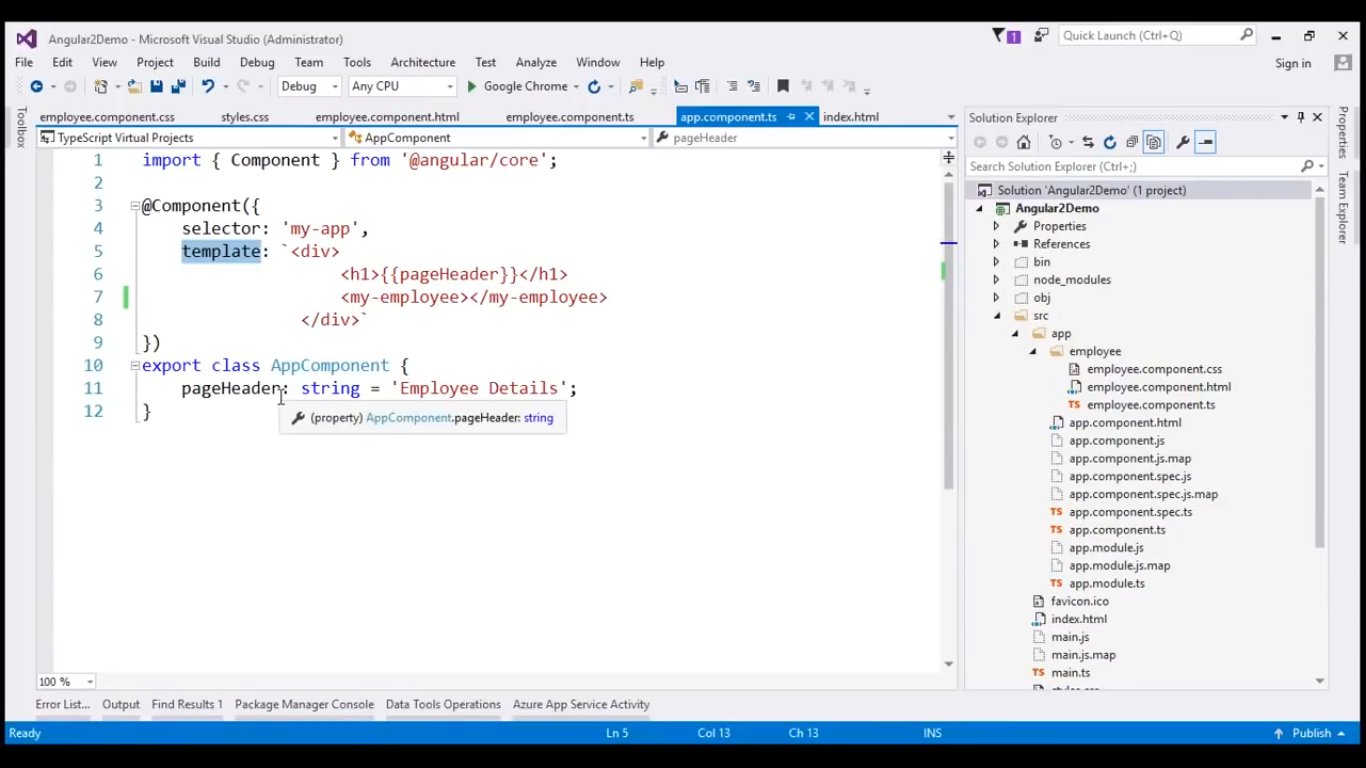 Angular2Demo - Microsoft Visual Studio (Administrator)
1
Quick Launch (Ctrl+Q)
File Edit View Project Build Debug Team Tools Architecture Test Analyze Window Help
Sign in
Debug Any CPU Google Chrome
Toolbox
employee.component.css styles.css employee.component.html employee.component.ts app.component.ts index.html
TypeScript Virtual Projects AppComponent pageHeader
1 import { Component } from '@angular/core';
2
3 @Component({
4 selector: 'my-app',
5 template: `<div>
6 <h1>{{pageHeader}}</h1>
7 <my-employee></my-employee>
8 </div>`
9 })
10 export class AppComponent {
11 pageHeader: string = 'Employee Details';
12 }
(property) AppComponent.pageHeader: string
100 %
Solution Explorer
Search Solution Explorer (Ctrl+;)
Solution 'Angular2Demo' (1 project)
Angular2Demo
Properties
References
bin
node_modules
obj
src
app
employee
employee.component.css
employee.component.html
TS employee.component.ts
app.component.html
app.component.js
app.component.js.map
app.component.spec.js
app.component.spec.js.map
TS app.component.spec.ts
TS app.component.ts
app.module.js
app.module.js.map
TS app.module.ts
favicon.ico
index.html
main.js
main.js.map
TS main.ts
styles.css
Properties
Team Explorer
Error List... Output Find Results 1 Package Manager Console Data Tools Operations Azure App Service Activity
Ready Ln 5 Col 13 Ch 13 INS Publish